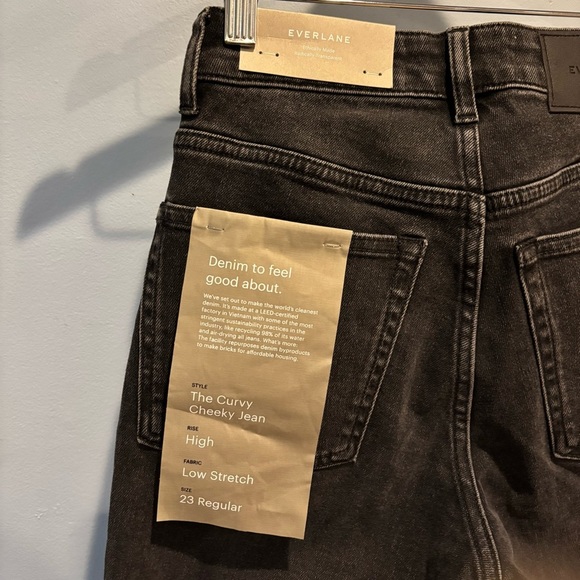 EVERLANE
Denim to feel
good about.
We've set out to make the world's cleanest
denim. It's made at a LEED-certified
factory in Vietnam with some of the most
stringent sustainability practices in the
industry, like recycling 98% of its water
and air-drying all jeans. What's more:
The facility repurposes denim byproducts
to make bricks for affordable housing.
STYLE
The Curvy
Cheeky Jean
RISE
High
FABRIC
Low Stretch
SIZE
23 Regular